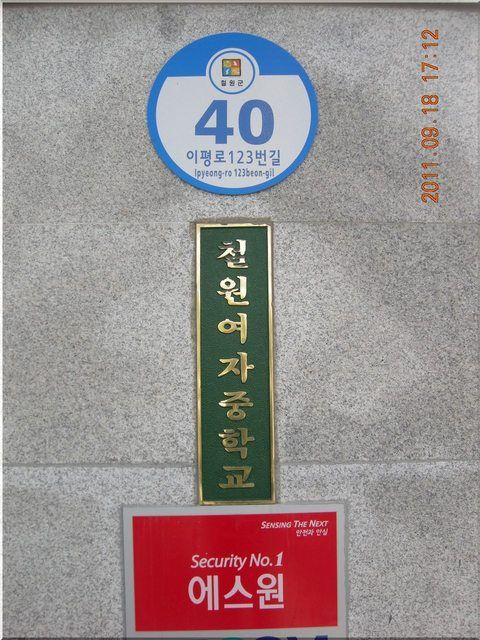 철원군
40
이평로123번길
Ipyeong-ro 123beon-gil
철원여자중학교
SENSING THE NEXT
안전과 안심
Security No.1
에스원
2011.09.18 17:12